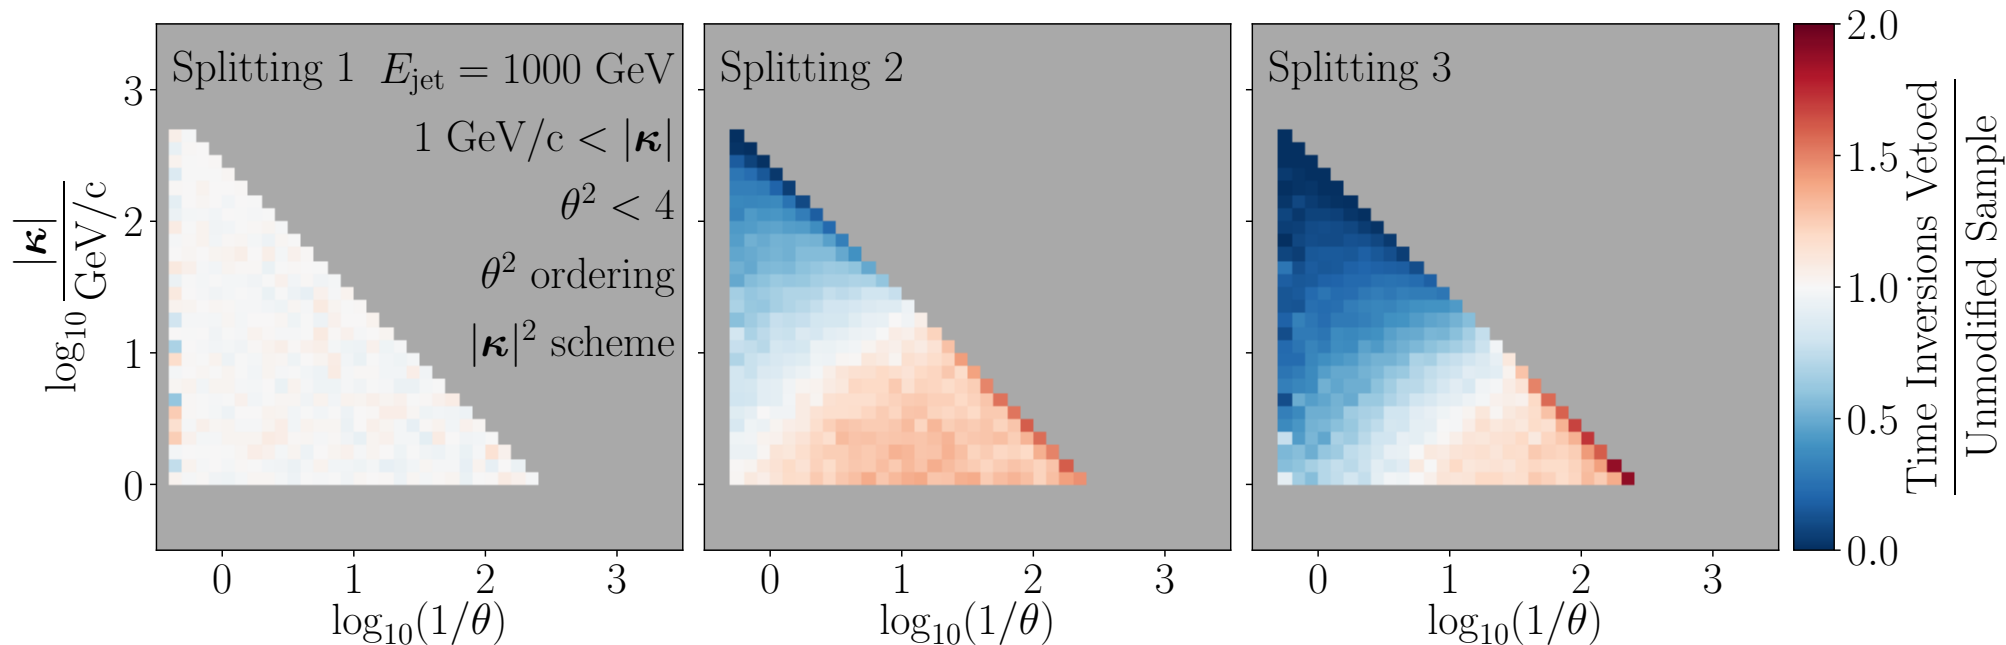 Splitting 1 E_jet = 1000 GeV
1 GeV/c < |κ|
θ² < 4
θ² ordering
|κ|² scheme
Splitting 2
Splitting 3
log₁₀ |κ| / GeV/c
3
2
1
0
0 1 2 3
log₁₀(1/θ)
0 1 2 3
log₁₀(1/θ)
0 1 2 3
log₁₀(1/θ)
2.0
1.5
1.0
0.5
0.0
Time Inversions Vetoed
Unmodified Sample